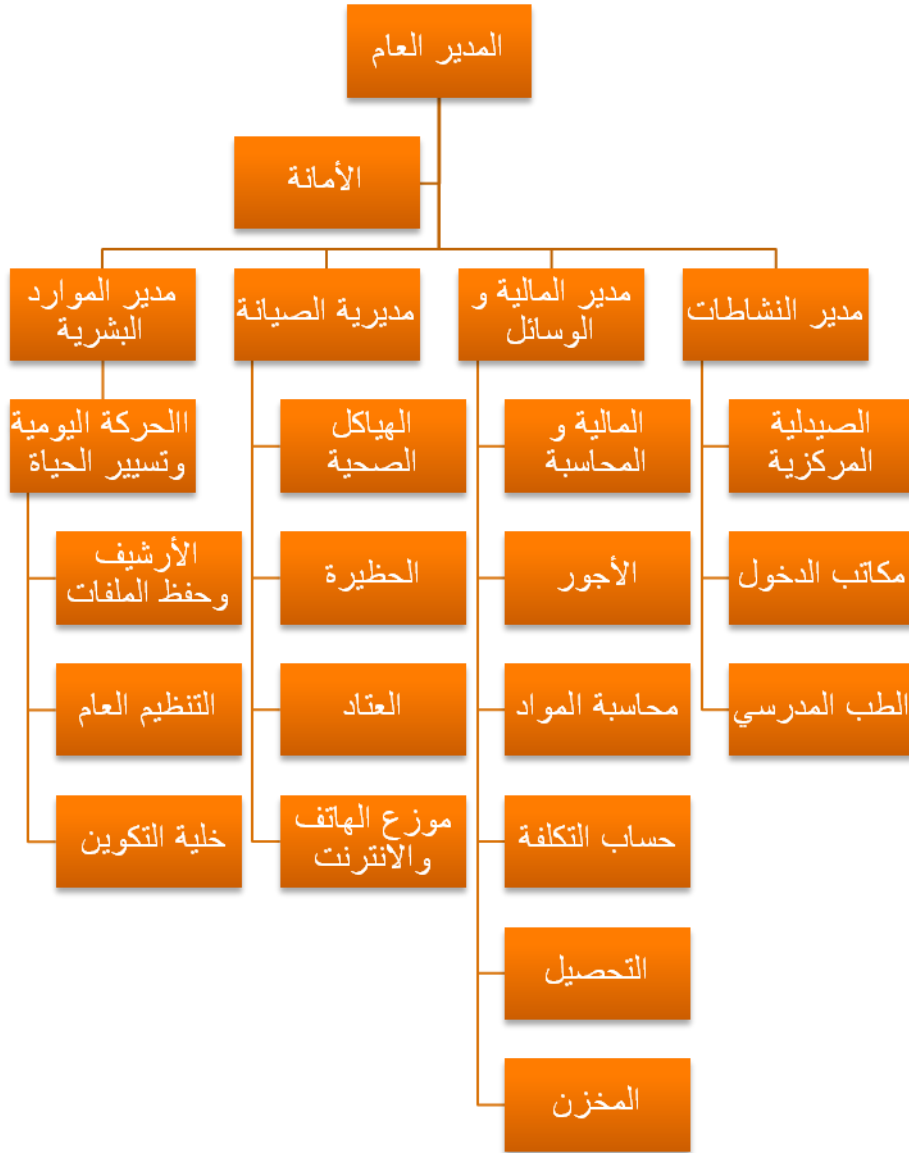 المدير العام
الأمانة
مدير النشاطات
مدير المالية و
الوسائل
مديرية الصيانة
مدير الموارد
البشرية
الصيدلية
المركزية
مكاتب الدخول
الطب المدرسي
المالية و
المحاسبة
الأجور
محاسبة المواد
حساب التكلفة
التحصيل
المخزن
الهياكل
الصحية
الحظيرة
العتاد
موزع الهاتف
والانترنت
االحركة اليومية
وتسيير الحياة
الأرشيف
وحفظ الملفات
التنظيم العام
خلية التكوين